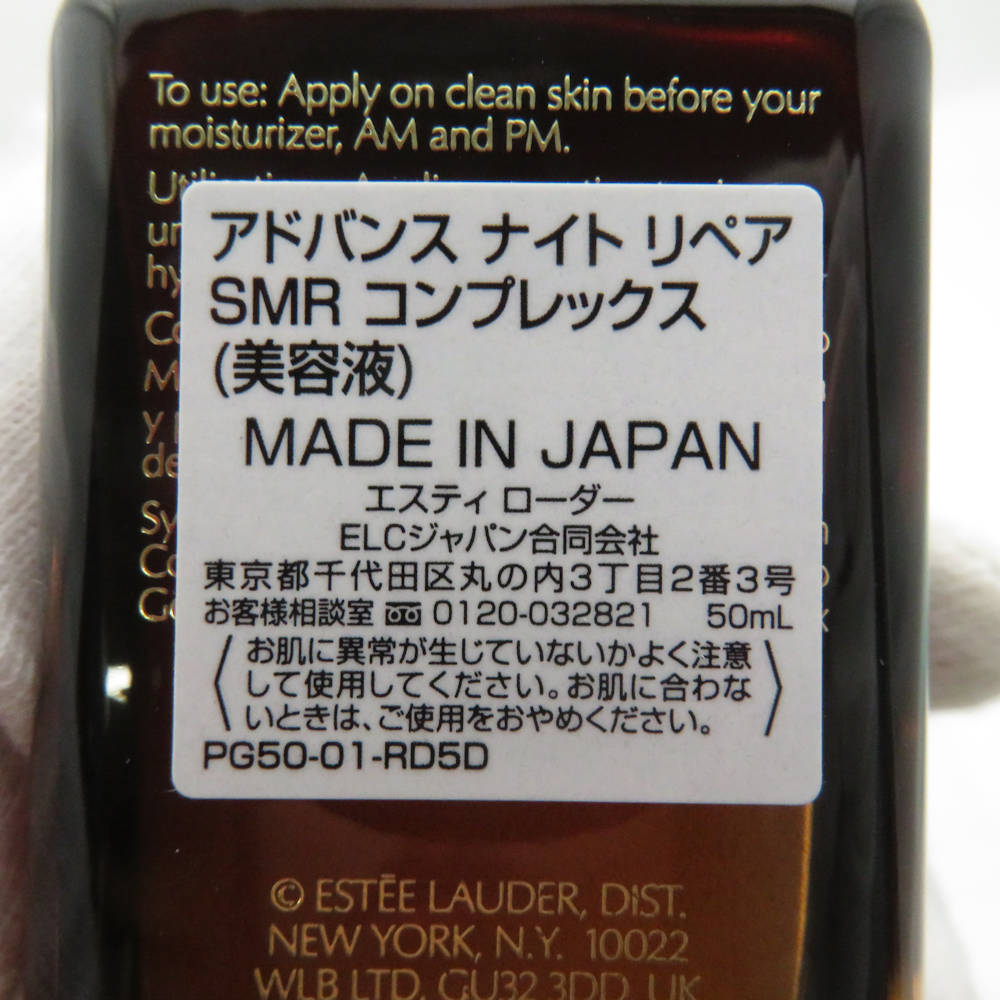 To use: Apply on clean skin before your
moisturizer, AM and PM.
アドバンス ナイト リペア
SMR コンプレックス
(美容液)
MADE IN JAPAN
エスティ ローダー
ELCジャパン合同会社
東京都千代田区丸の内3丁目2番3号
お客様相談室 0120-032821 50mL
お肌に異常が生じていないかよく注意
して使用してください。お肌に合わな
いときは、ご使用をおやめください。
PG50-01-RD5D
© ESTĒE LAUDER, DIST.
NEW YORK, N.Y. 10022
WLB LTD, GU32 3DD, UK